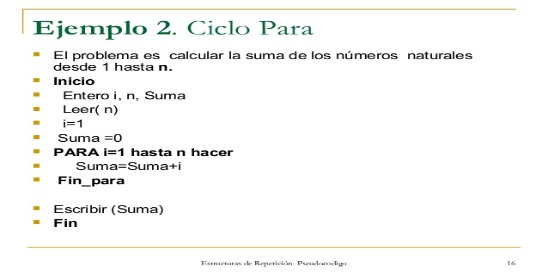 Ejemplo 2. Ciclo Para
El problema es calcular la suma de los números naturales
desde 1 hasta n.
Inicio
Entero i, n, Suma
Leer( n)
i=1
Suma =0
PARA i=1 hasta n hacer
Suma=Suma+i
Fin_para
Escribir (Suma)
Fin
Estructuras de Repetición Pseudocodigo
16